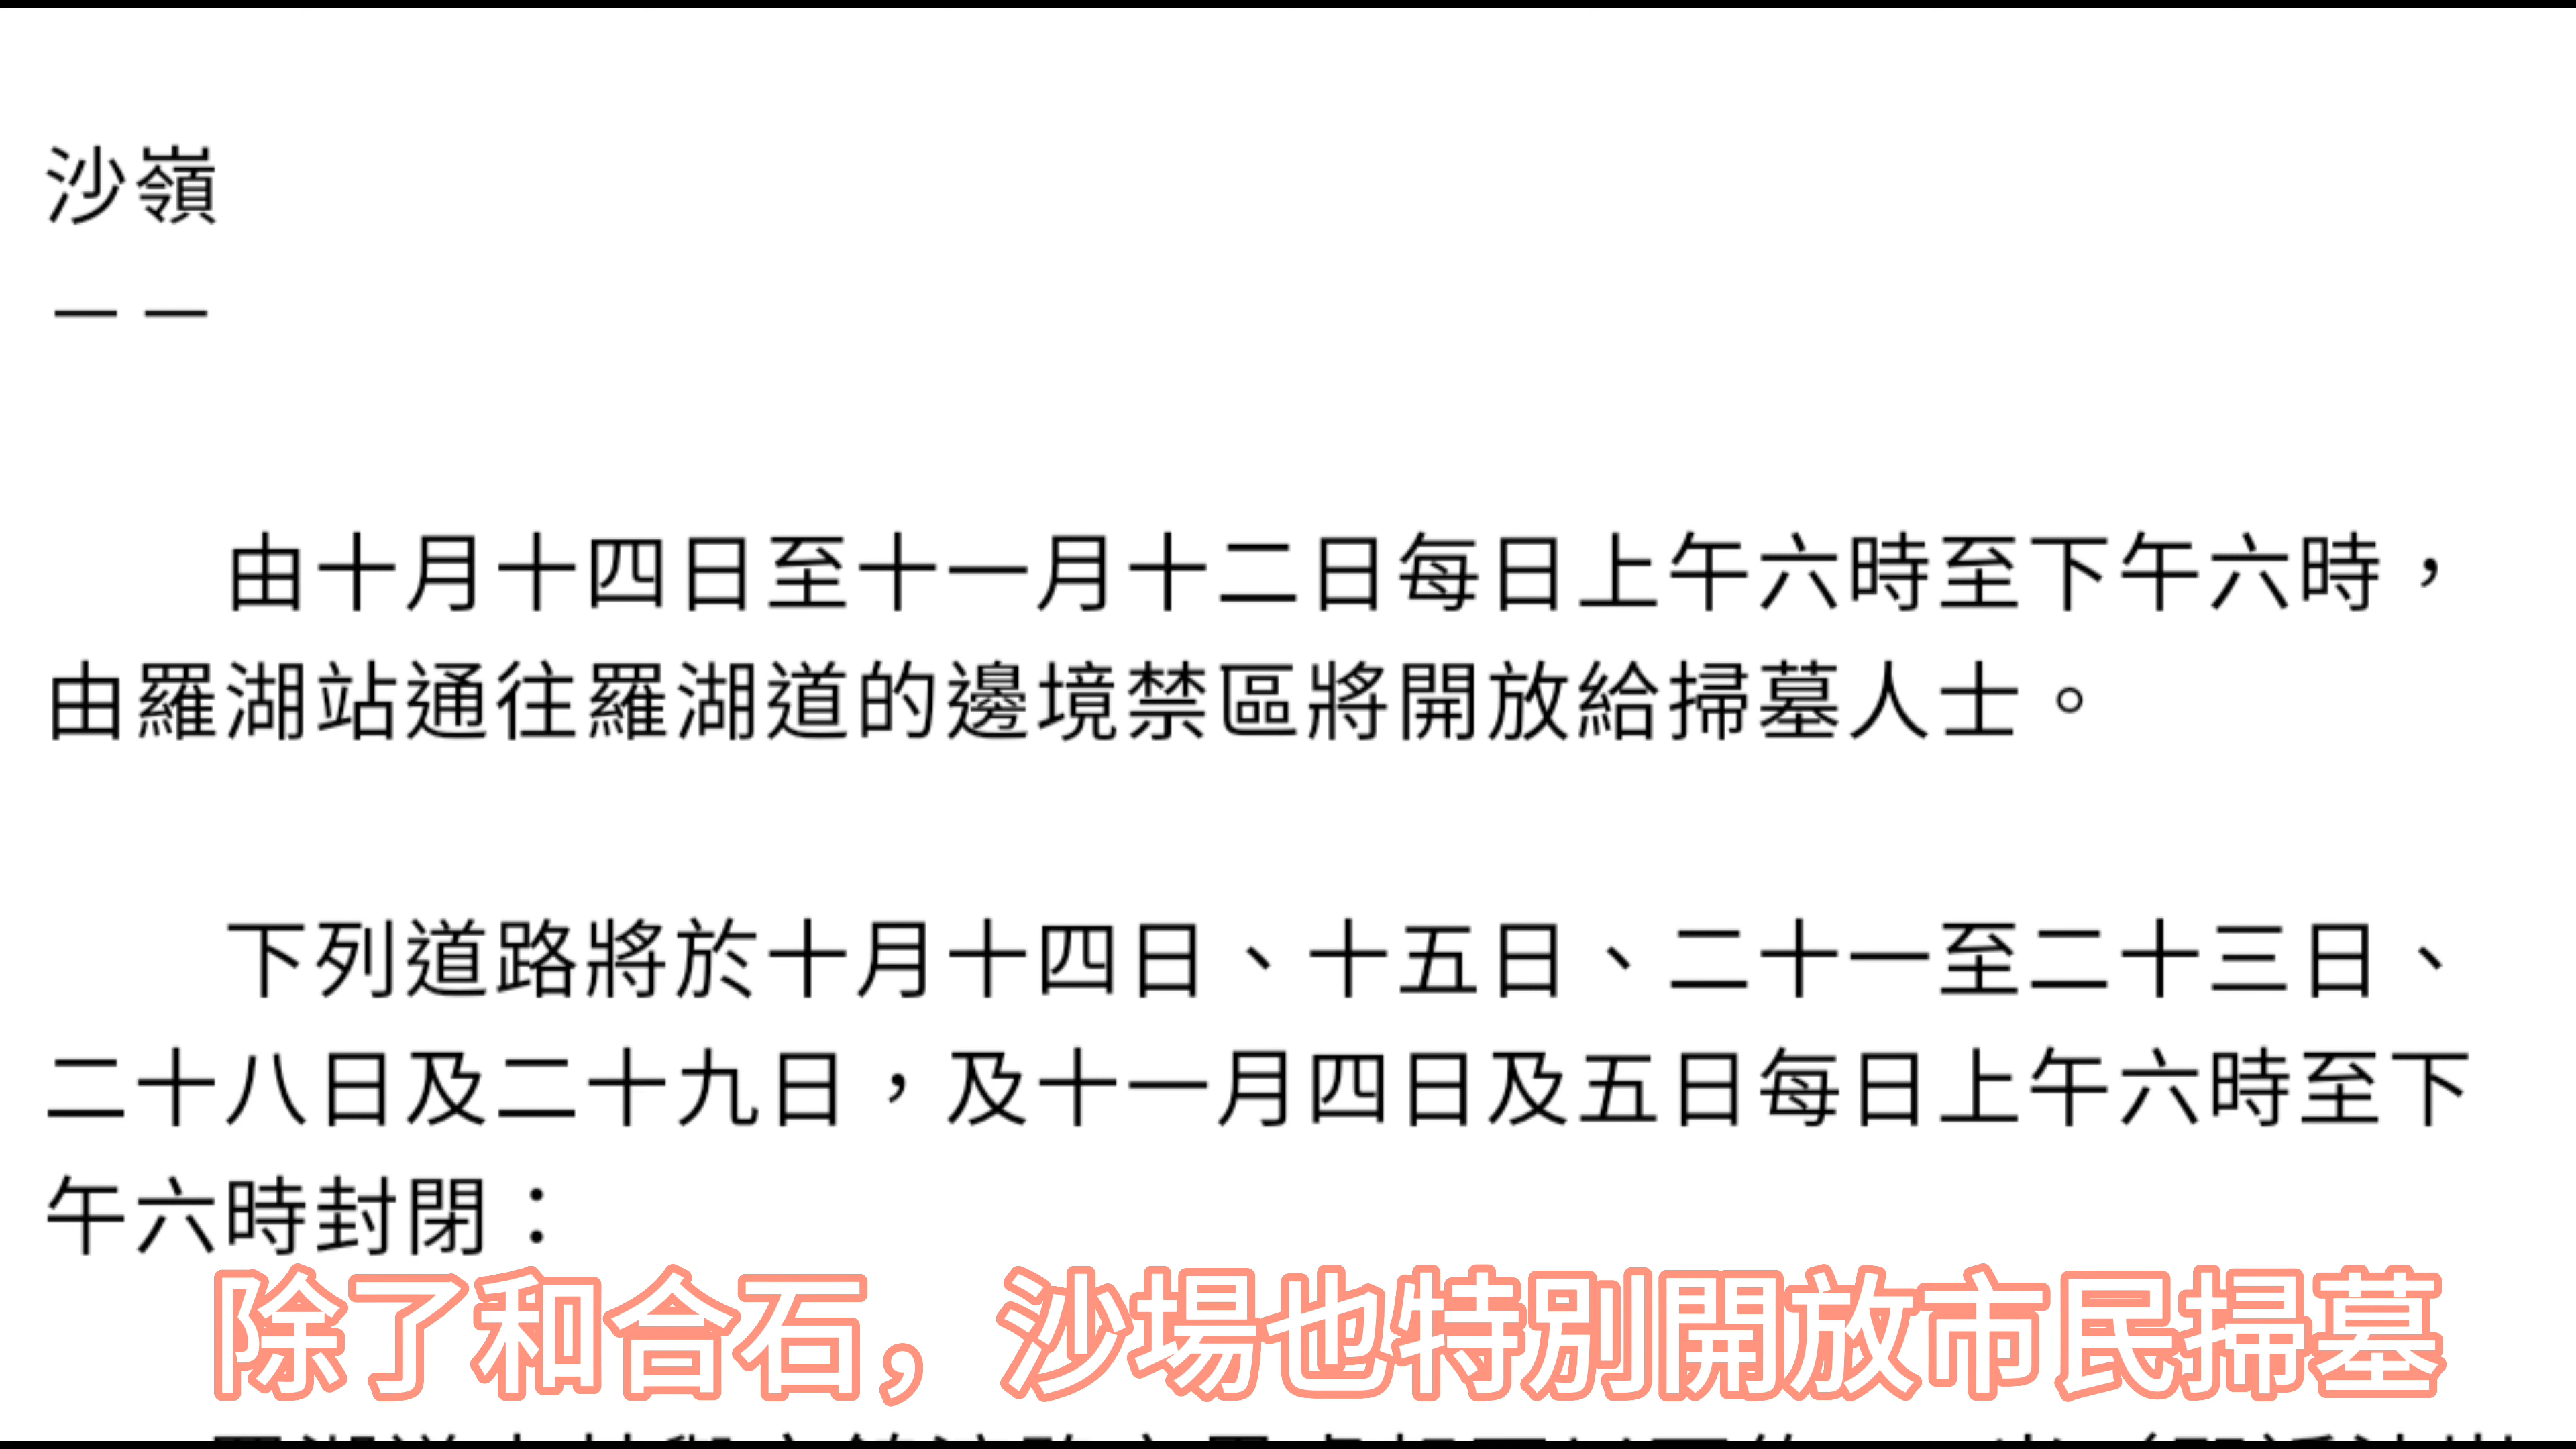 沙嶺
－－
由十月十四日至十一月十二日每日上午六時至下午六時，
由羅湖站通往羅湖道的邊境禁區將開放給掃墓人士。
下列道路將於十月十四日、十五日、二十一至二十三日、
二十八日及二十九日，及十一月四日及五日每日上午六時至下
午六時封閉：
除了和合石，沙場也特別開放市民掃墓